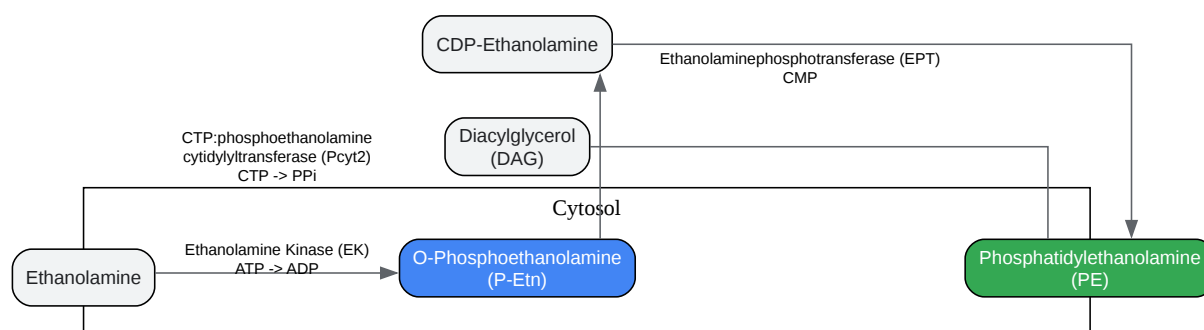 CDP-Ethanolamine
Ethanolaminephosphotransferase (EPT)
CMP
Diacylglycerol
(DAG)
CTP:phosphoethanolamine
cytidylyltransferase (Pcyt2)
CTP -> PPi
Cytosol
Ethanolamine
Ethanolamine Kinase (EK)
ATP -> ADP
O-Phosphoethanolamine
(P-Etn)
Phosphatidylethanolamine
(PE)